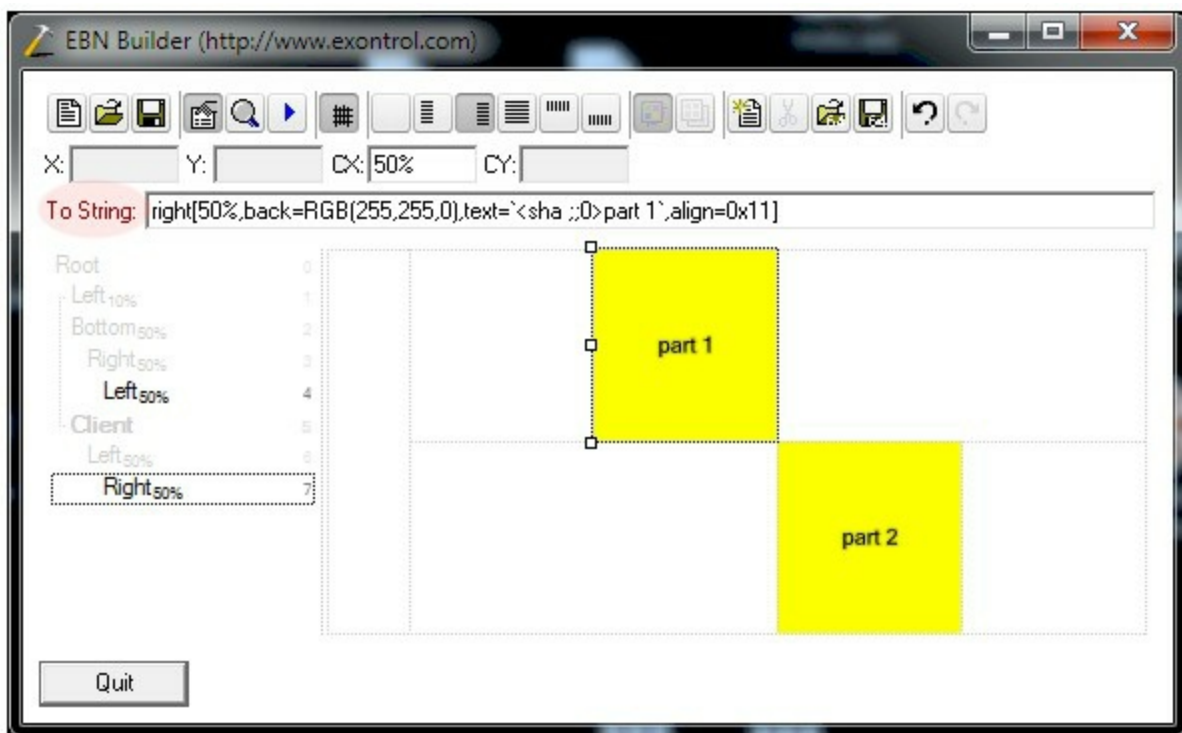 EBN Builder (http://www.exontrol.com)
X: Y: CX: 50% CY:
To String: right[50%,back=RGB(255,255,0),text=`<sha ;;0>part 1`,align=0x11]
Root 0
Left10% 1
Bottom50% 2
Right50% 3
Left50% 4
Client 5
Left50% 6
Right50% 7
part 1
part 2
Quit